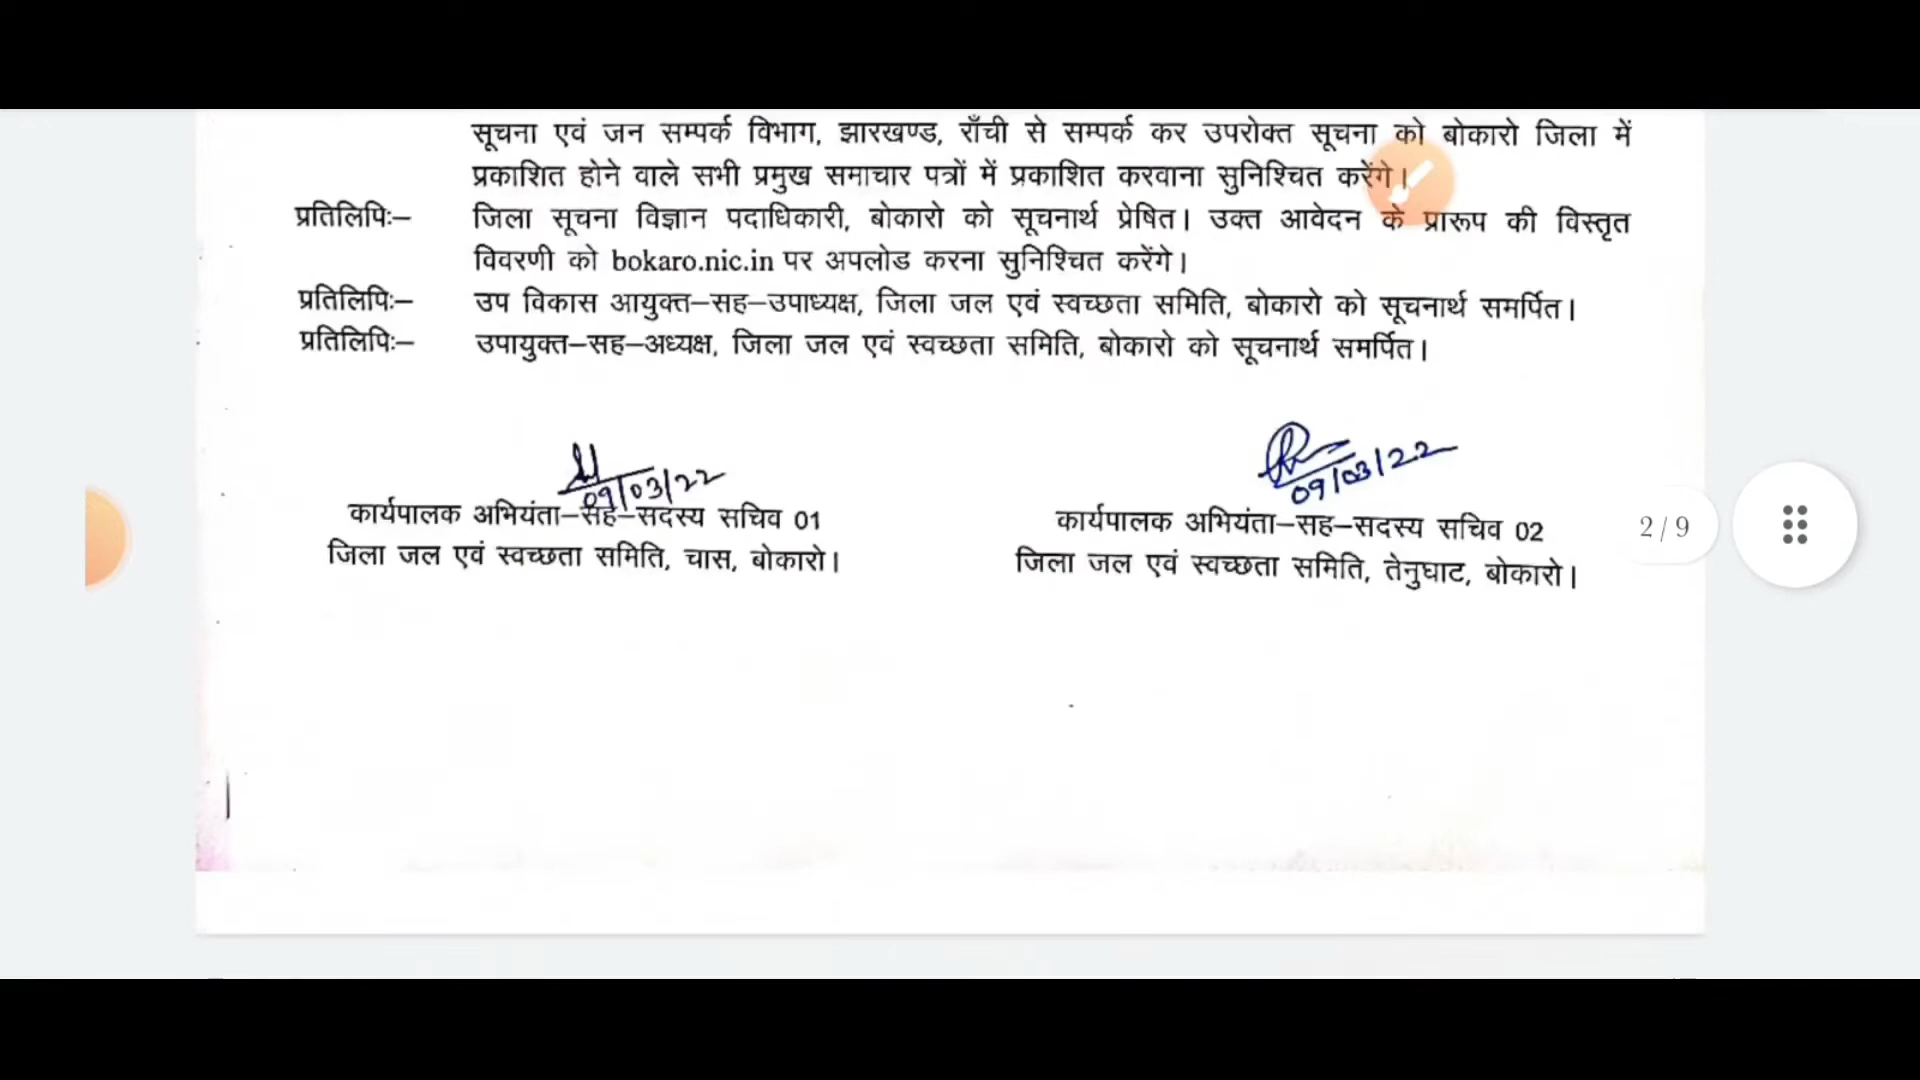 सूचना एवं जन सम्पर्क विभाग, झारखण्ड, राँची से सम्पर्क कर उपरोक्त सूचना को बोकारो जिला में
प्रकाशित होने वाले सभी प्रमुख समाचार पत्रों में प्रकाशित करवाना सुनिश्चित करेंगे।
प्रतिलिपिः– जिला सूचना विज्ञान पदाधिकारी, बोकारो को सूचनार्थ प्रेषित। उक्त आवेदन के प्रारूप की विस्तृत
विवरणी को bokaro.nic.in पर अपलोड करना सुनिश्चित करेंगे।
प्रतिलिपिः– उप विकास आयुक्त–सह–उपाध्यक्ष, जिला जल एवं स्वच्छता समिति, बोकारो को सूचनार्थ समर्पित।
प्रतिलिपिः– उपायुक्त–सह–अध्यक्ष, जिला जल एवं स्वच्छता समिति, बोकारो को सूचनार्थ समर्पित।
09/03/22
कार्यपालक अभियंता–सह–सदस्य सचिव 01
जिला जल एवं स्वच्छता समिति, चास, बोकारो।
09/03/22
कार्यपालक अभियंता–सह–सदस्य सचिव 02
जिला जल एवं स्वच्छता समिति, तेनुघाट, बोकारो।
2/9